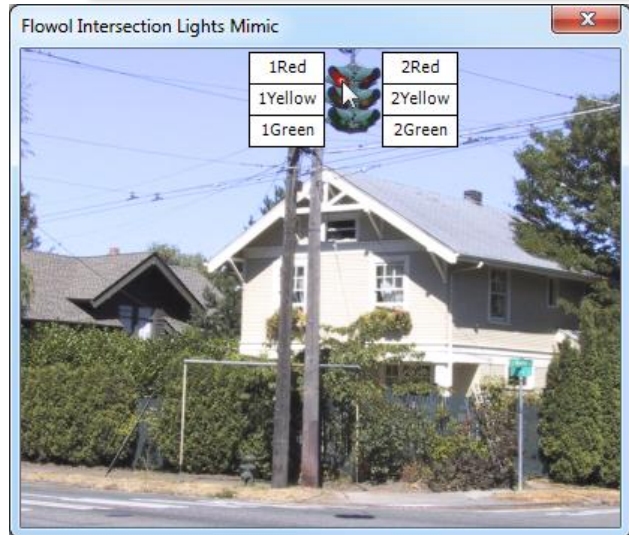 Flowol Intersection Lights Mimic
1Red
2Red
1Yellow
2Yellow
1Green
2Green